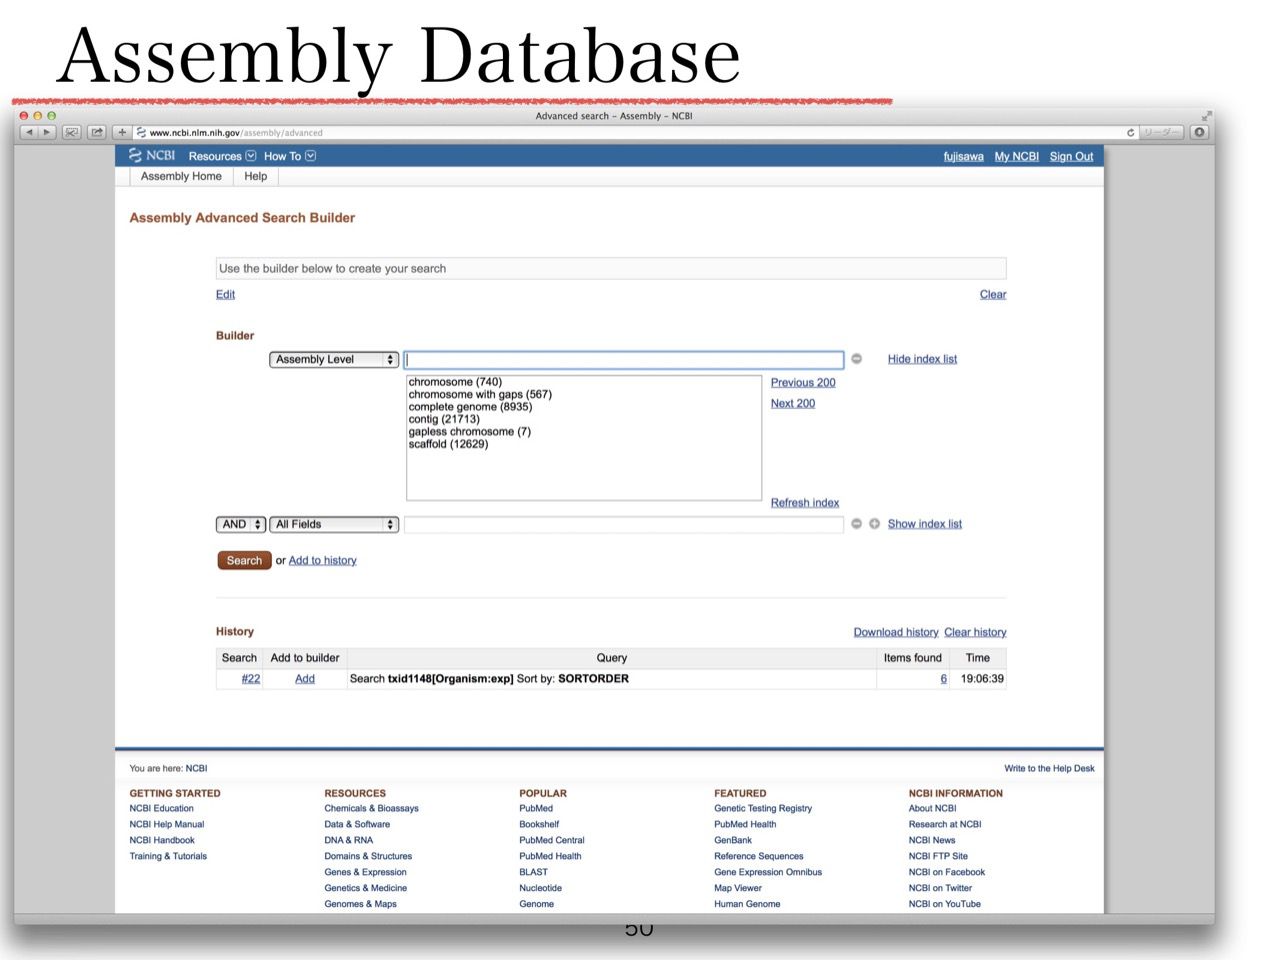 Assembly Database
Advanced search – Assembly – NCBI
www.ncbi.nlm.nih.gov/assembly/advanced
リーダー
NCBI Resources How To fujisawa My NCBI Sign Out
Assembly Home Help
Assembly Advanced Search Builder
Use the builder below to create your search
Edit Clear
Builder
Assembly Level Hide index list
chromosome (740)
chromosome with gaps (567)
complete genome (8935)
contig (21713)
gapless chromosome (7)
scaffold (12629)
Previous 200
Next 200
Refresh index
AND All Fields Show index list
Search or Add to history
History Download history Clear history
Search Add to builder Query Items found Time
#22 Add Search txid1148[Organism:exp] Sort by: SORTORDER 6 19:06:39
You are here: NCBI Write to the Help Desk
GETTING STARTED
NCBI Education
NCBI Help Manual
NCBI Handbook
Training & Tutorials
RESOURCES
Chemicals & Bioassays
Data & Software
DNA & RNA
Domains & Structures
Genes & Expression
Genetics & Medicine
Genomes & Maps
POPULAR
PubMed
Bookshelf
PubMed Central
PubMed Health
BLAST
Nucleotide
Genome
FEATURED
Genetic Testing Registry
PubMed Health
GenBank
Reference Sequences
Gene Expression Omnibus
Map Viewer
Human Genome
NCBI INFORMATION
About NCBI
Research at NCBI
NCBI News
NCBI FTP Site
NCBI on Facebook
NCBI on Twitter
NCBI on YouTube
50